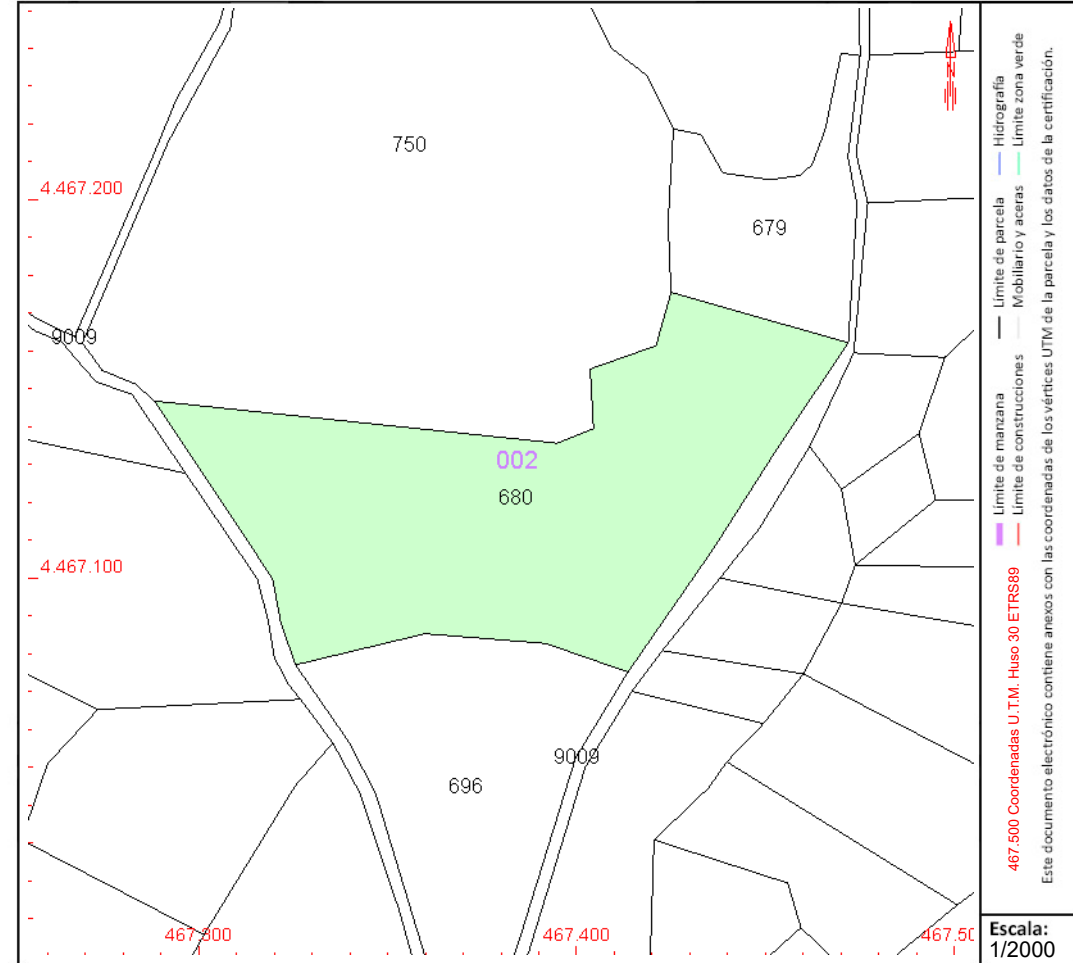 750
4.467.200
679
9009
002
680
4.467.100
9009
696
467.300
467.400
467.50
N
Límite de manzana
Límite de parcela
Hidrografía
Límite de construcciones
Mobiliario y aceras
Límite zona verde
467.500 Coordenadas U.T.M. Huso 30 ETRS89
Este documento electrónico contiene anexos con las coordenadas de los vértices UTM de la parcela y los datos de la certificación.
Escala:
1/2000